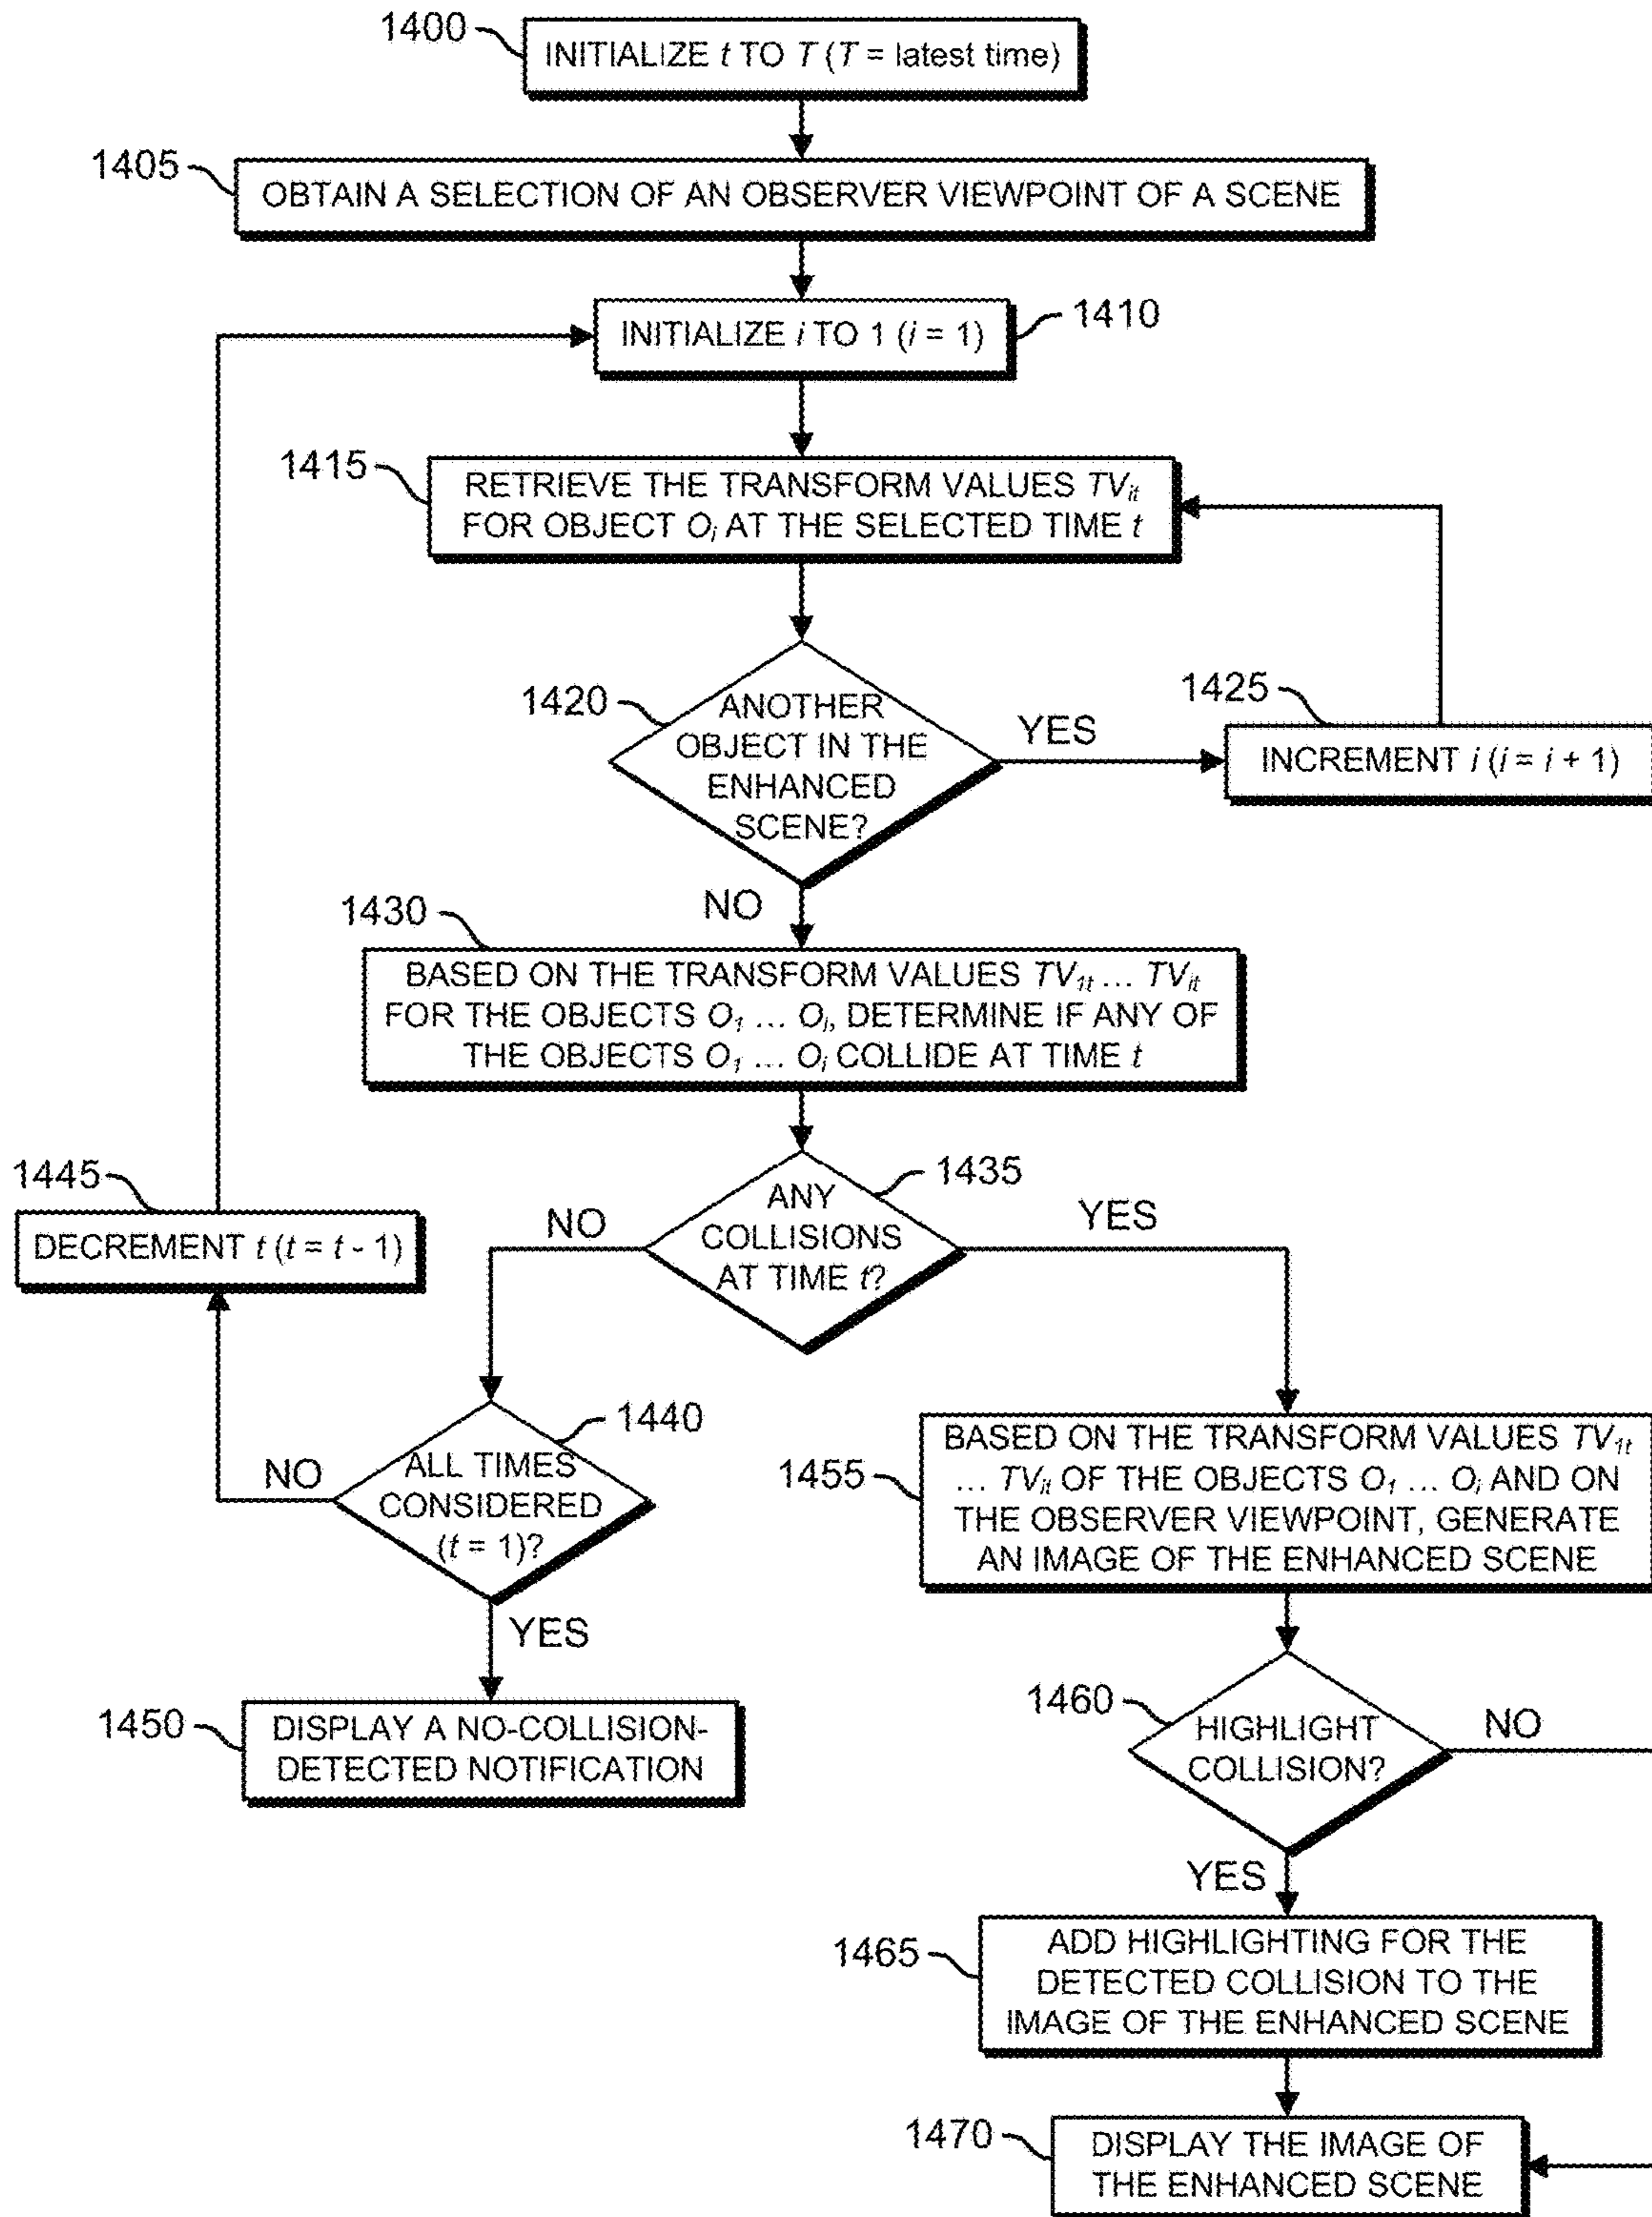 1400
INITIALIZE t TO T (T = latest time)
1405
OBTAIN A SELECTION OF AN OBSERVER VIEWPOINT OF A SCENE
INITIALIZE i TO 1 (i = 1)
1410
1415
RETRIEVE THE TRANSFORM VALUES TVit
FOR OBJECT Oi AT THE SELECTED TIME t
1420
ANOTHER
OBJECT IN THE
ENHANCED
SCENE?
YES
1425
INCREMENT i (i = i + 1)
NO
1430
BASED ON THE TRANSFORM VALUES TV1t ... TVit
FOR THE OBJECTS O1 ... Oi, DETERMINE IF ANY OF
THE OBJECTS O1 ... Oi COLLIDE AT TIME t
1435
ANY
COLLISIONS
AT TIME t?
NO
YES
1445
DECREMENT t (t = t - 1)
1440
ALL TIMES
CONSIDERED
(t = 1)?
NO
YES
1450
DISPLAY A NO-COLLISION-
DETECTED NOTIFICATION
1455
BASED ON THE TRANSFORM VALUES TV1t
... TVit OF THE OBJECTS O1 ... Oi AND ON
THE OBSERVER VIEWPOINT, GENERATE
AN IMAGE OF THE ENHANCED SCENE
1460
HIGHLIGHT
COLLISION?
NO
YES
1465
ADD HIGHLIGHTING FOR THE
DETECTED COLLISION TO THE
IMAGE OF THE ENHANCED SCENE
1470
DISPLAY THE IMAGE OF
THE ENHANCED SCENE